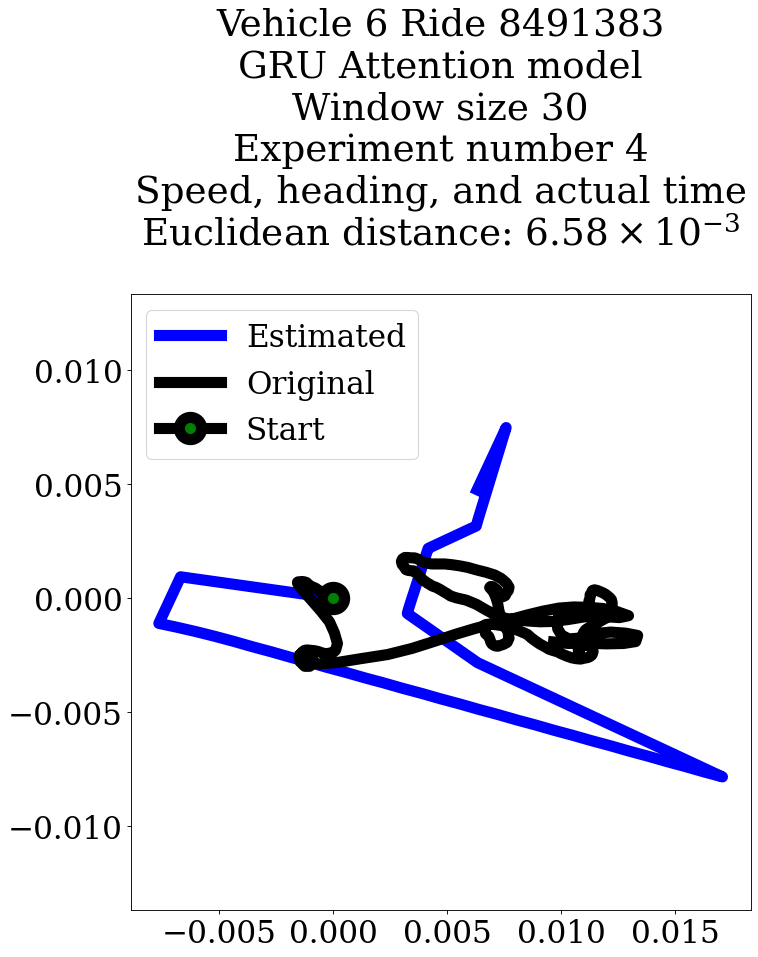 Vehicle 6 Ride 8491383
GRU Attention model
Window size 30
Experiment number 4
Speed, heading, and actual time
Euclidean distance: 6.58 × 10⁻³
Estimated
Original
Start
0.010
0.005
0.000
−0.005
−0.010
−0.005 0.000 0.005 0.010 0.015